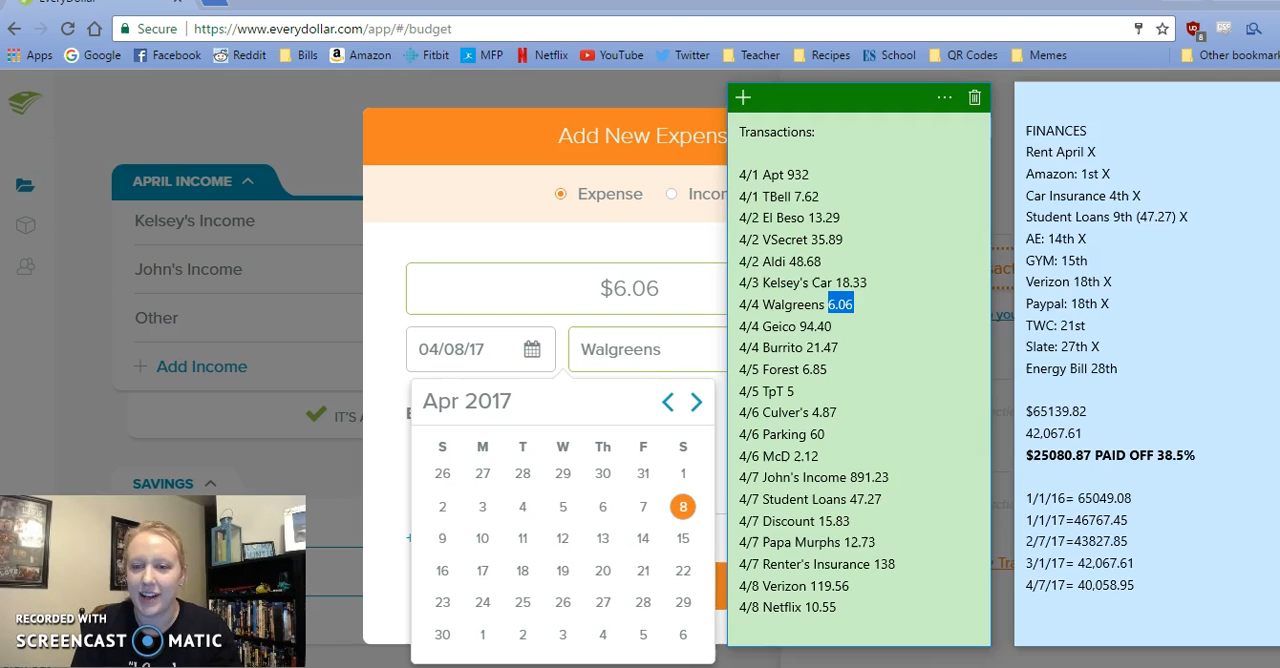 EveryDollar
Secure https://www.everydollar.com/app/#/budget
Apps Google Facebook Reddit Bills Amazon Fitbit MFP Netflix YouTube Twitter Teacher Recipes ES School QR Codes Memes Other bookmar
Add New Expens
Expense Incor
$6.06
04/08/17 Walgreens
Apr 2017
S M T W Th F S
26 27 28 29 30 31 1
2 3 4 5 6 7 8
9 10 11 12 13 14 15
16 17 18 19 20 21 22
23 24 25 26 27 28 29
30 1 2 3 4 5 6
APRIL INCOME
Kelsey's Income
John's Income
Other
+ Add Income
IT'S A
SAVINGS
Transactions:
4/1 Apt 932
4/1 TBell 7.62
4/2 El Beso 13.29
4/2 VSecret 35.89
4/2 Aldi 48.68
4/3 Kelsey's Car 18.33
4/4 Walgreens 6.06
4/4 Geico 94.40
4/4 Burrito 21.47
4/5 Forest 6.85
4/5 TpT 5
4/6 Culver's 4.87
4/6 Parking 60
4/6 McD 2.12
4/7 John's Income 891.23
4/7 Student Loans 47.27
4/7 Discount 15.83
4/7 Papa Murphs 12.73
4/7 Renter's Insurance 138
4/8 Verizon 119.56
4/8 Netflix 10.55
FINANCES
Rent April X
Amazon: 1st X
Car Insurance 4th X
Student Loans 9th (47.27) X
AE: 14th X
GYM: 15th
Verizon 18th X
Paypal: 18th X
TWC: 21st
Slate: 27th X
Energy Bill 28th
$65139.82
42,067.61
$25080.87 PAID OFF 38.5%
1/1/16= 65049.08
1/1/17=46767.45
2/7/17=43827.85
3/1/17= 42,067.61
4/7/17= 40,058.95
RECORDED WITH
SCREENCAST MATIC